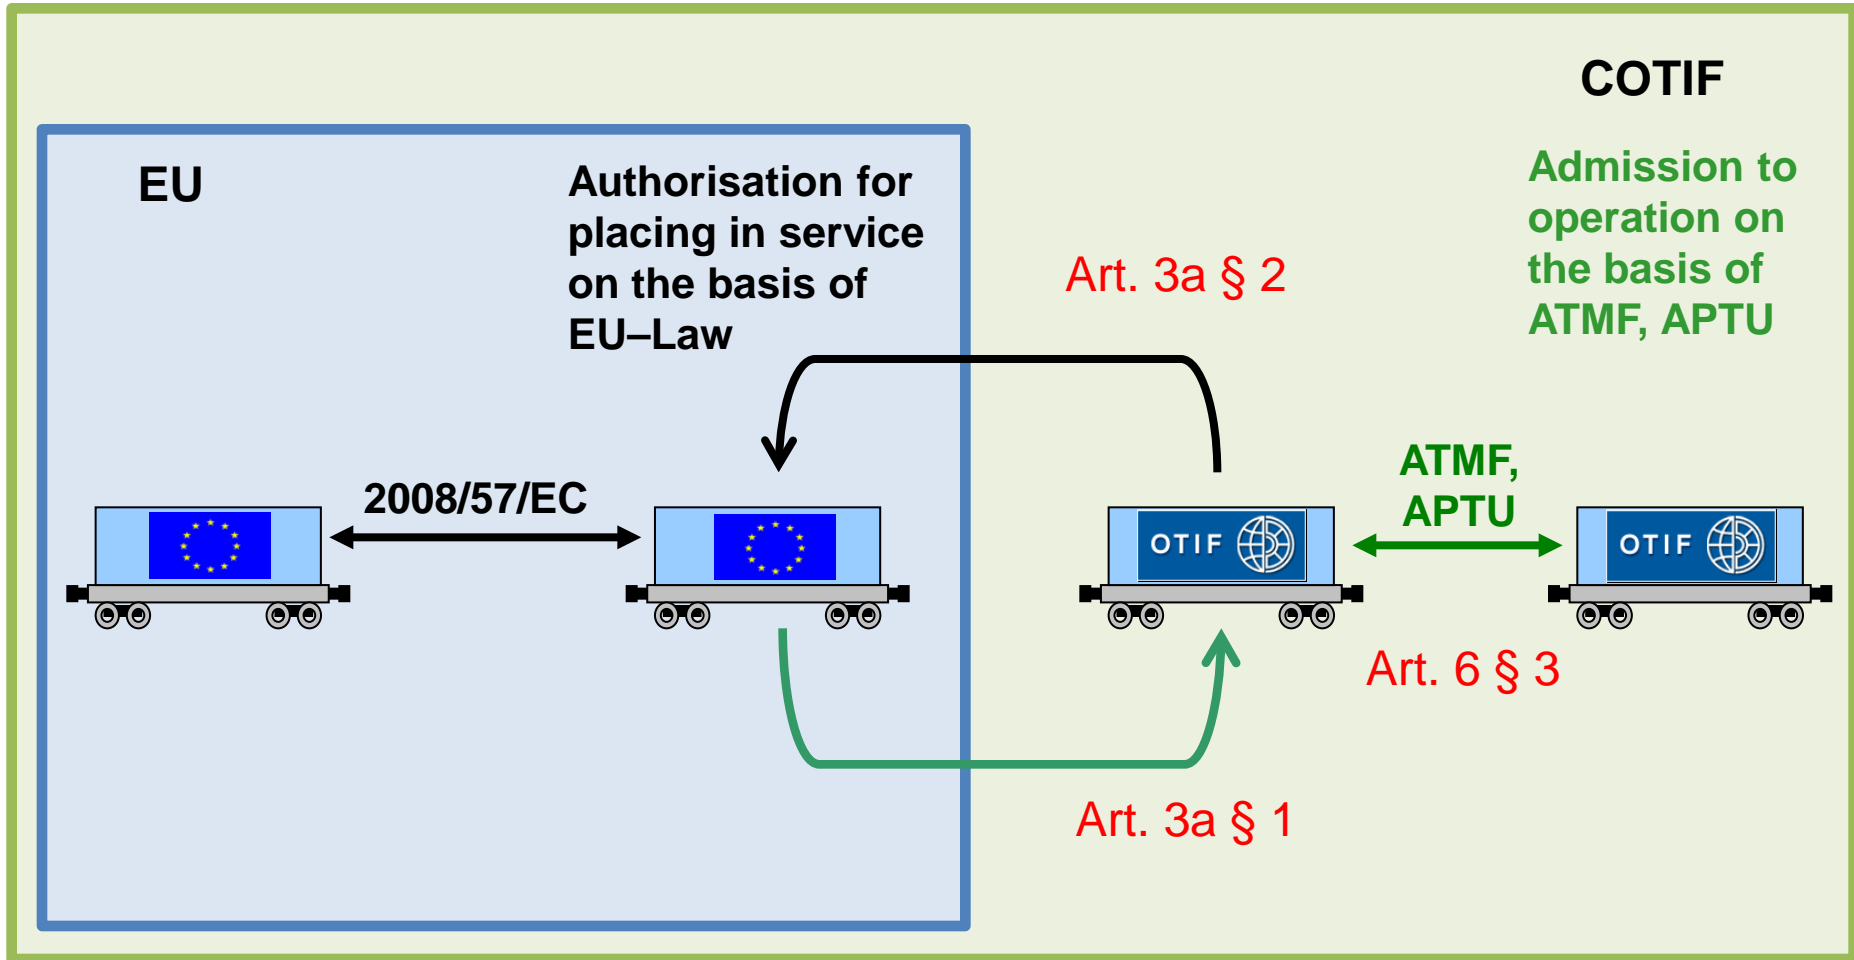 COTIF
EU
Authorisation for
placing in service
on the basis of
EU–Law
Admission to
operation on
the basis of
ATMF, APTU
Art. 3a § 2
2008/57/EC
ATMF,
APTU
OTIF
OTIF
Art. 6 § 3
Art. 3a § 1